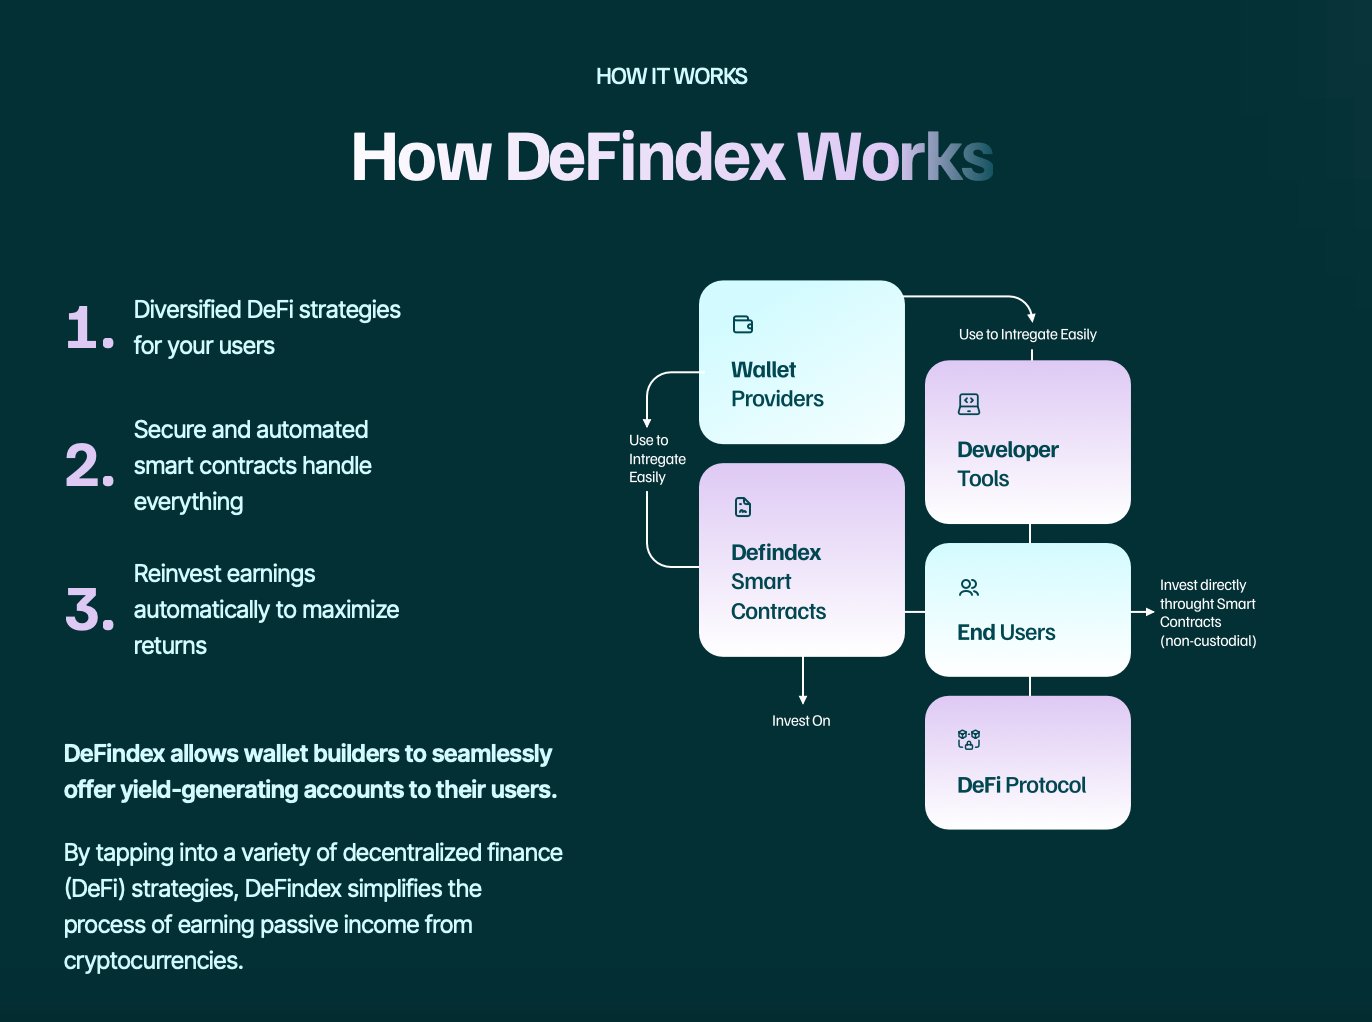 HOW IT WORKS
How DeFindex Works
1.
Diversified DeFi strategies
for your users
2.
Secure and automated
smart contracts handle
everything
3.
Reinvest earnings
automatically to maximize
returns
DeFindex allows wallet builders to seamlessly
offer yield-generating accounts to their users.
By tapping into a variety of decentralized finance
(DeFi) strategies, DeFindex simplifies the
process of earning passive income from
cryptocurrencies.
Wallet
Providers
Use to Intregate Easily
Use to
Intregate
Easily
Developer
Tools
Defindex
Smart
Contracts
End Users
Invest directly
throught Smart
Contracts
(non-custodial)
Invest On
DeFi Protocol